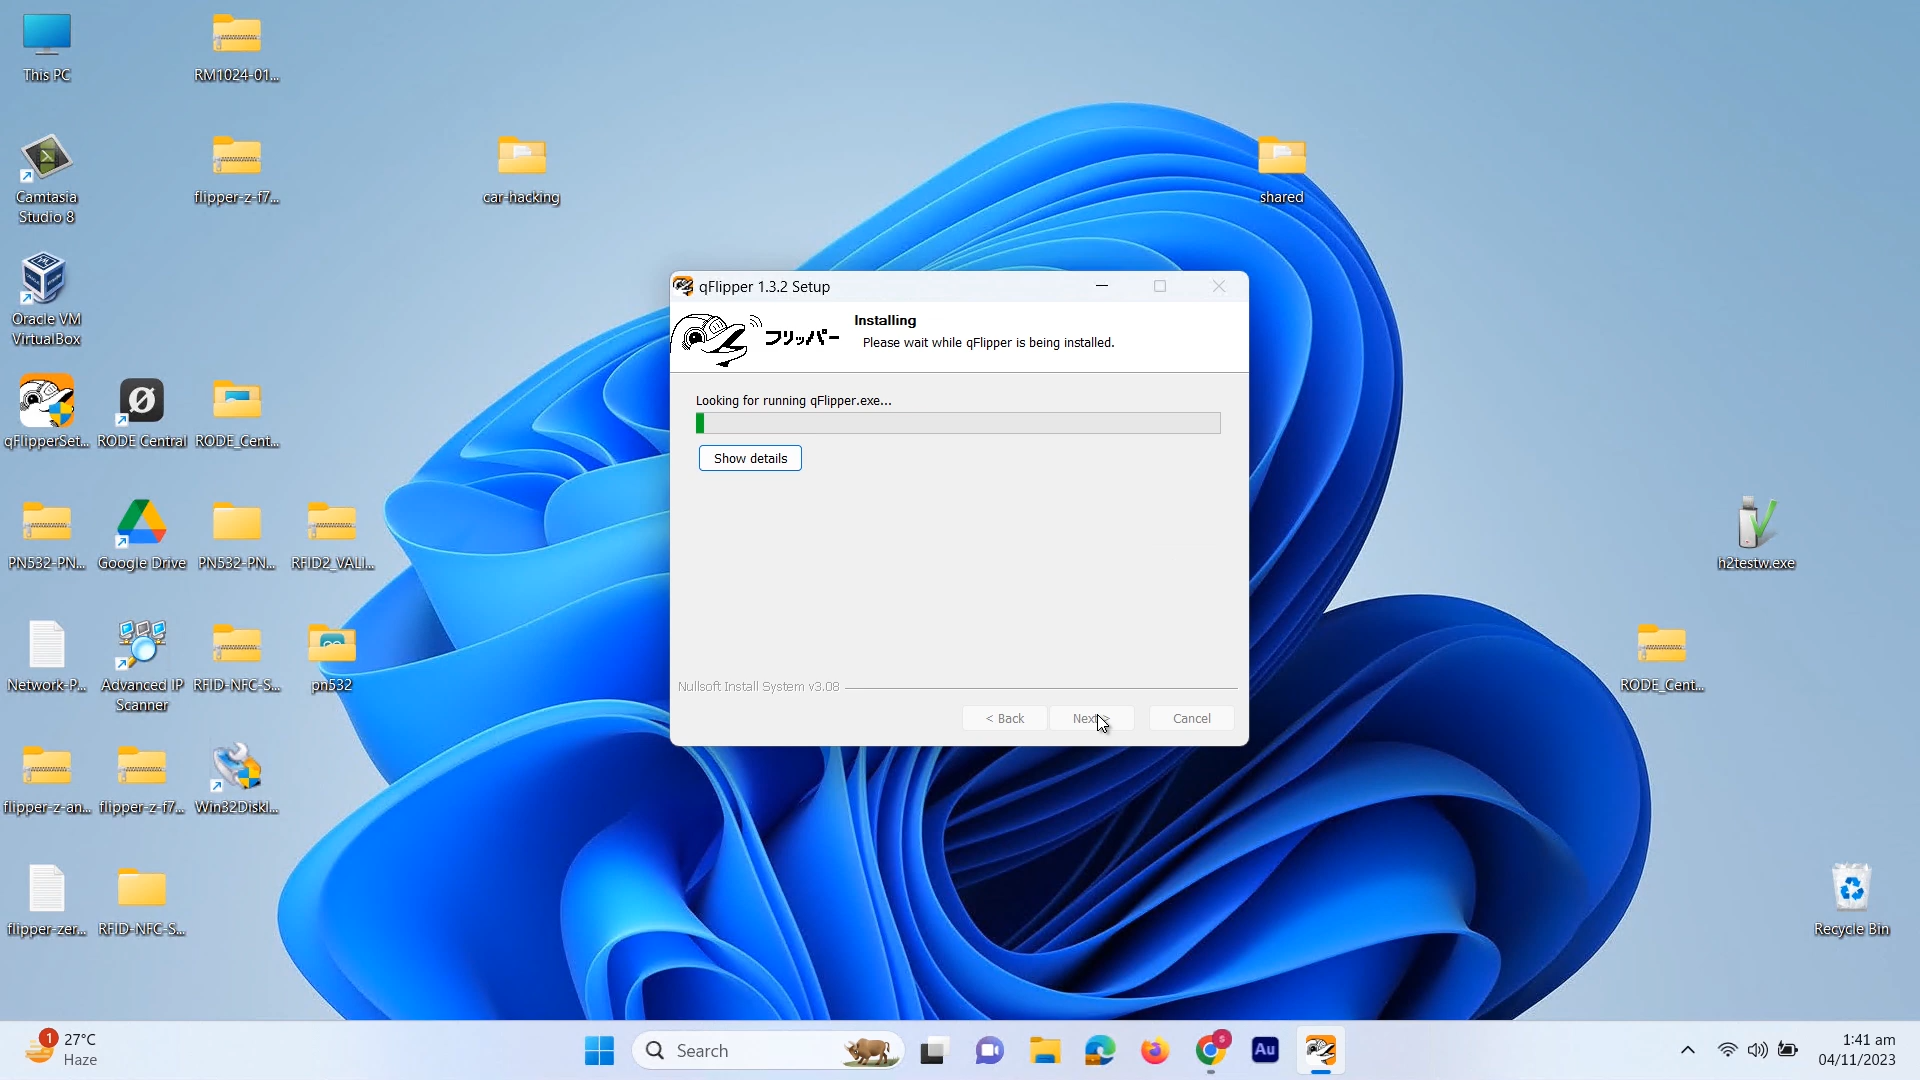 This PC
RM1024-01...
Camtasia
Studio 8
flipper-z-f7...
car-hacking
shared
Oracle VM
VirtualBox
qFlipper 1.3.2 Setup
フリッパー
Installing
Please wait while qFlipper is being installed.
Looking for running qFlipper.exe...
Show details
Nullsoft Install System v3.08
< Back
Next >
Cancel
qFlipperSet...
RODE Central
RODE_Cent...
PN532-PN...
Google Drive
PN532-PN...
RFID2_VALI...
h2testw.exe
Network-P...
Advanced IP
Scanner
RFID-NFC-S...
pn532
RODE_Cent...
flipper-z-an...
flipper-z-f7...
Win32DiskI...
flipper-zer...
RFID-NFC-S...
Recycle Bin
1
27°C
Haze
Search
S
Au
1:41 am
04/11/2023